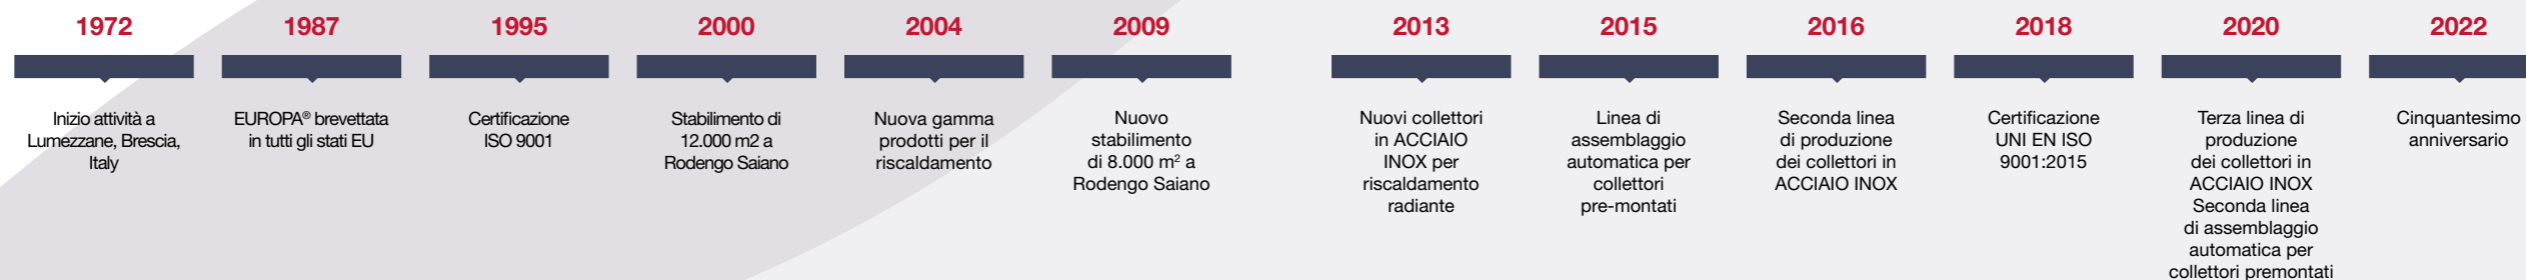 1972
Inizio attività a
Lumezzane, Brescia,
Italy
1987
EUROPA® brevettata
in tutti gli stati EU
1995
Certificazione
ISO 9001
2000
Stabilimento di
12.000 m2 a
Rodengo Saiano
2004
Nuova gamma
prodotti per il
riscaldamento
2009
Nuovo
stabilimento
di 8.000 m² a
Rodengo Saiano
2013
Nuovi collettori
in ACCIAIO
INOX per
riscaldamento
radiante
2015
Linea di
assemblaggio
automatica per
collettori
pre-montati
2016
Seconda linea
di produzione
dei collettori in
ACCIAIO INOX
2018
Certificazione
UNI EN ISO
9001:2015
2020
Terza linea di
produzione
dei collettori in
ACCIAIO INOX
Seconda linea
di assemblaggio
automatica per
collettori premontati
2022
Cinquantesimo
anniversario